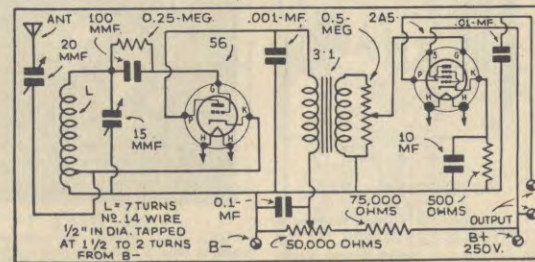 ANT
100
MMF.
0.25-MEG.
56
.001-MF.
0.5-
MEG
2A5
.01-MF
20
MMF
3:1
G
P
K
H
H
S
G
P
K
H
H
L
15
MMF
10
MF
L= 7 TURNS
NO. 14 WIRE
1/2" IN DIA. TAPPED
AT 1 1/2 TO 2 TURNS
FROM B-
0.1-
MF
75,000
OHMS
500
OHMS
OUTPUT
B-
50,000 OHMS
B+
250V.